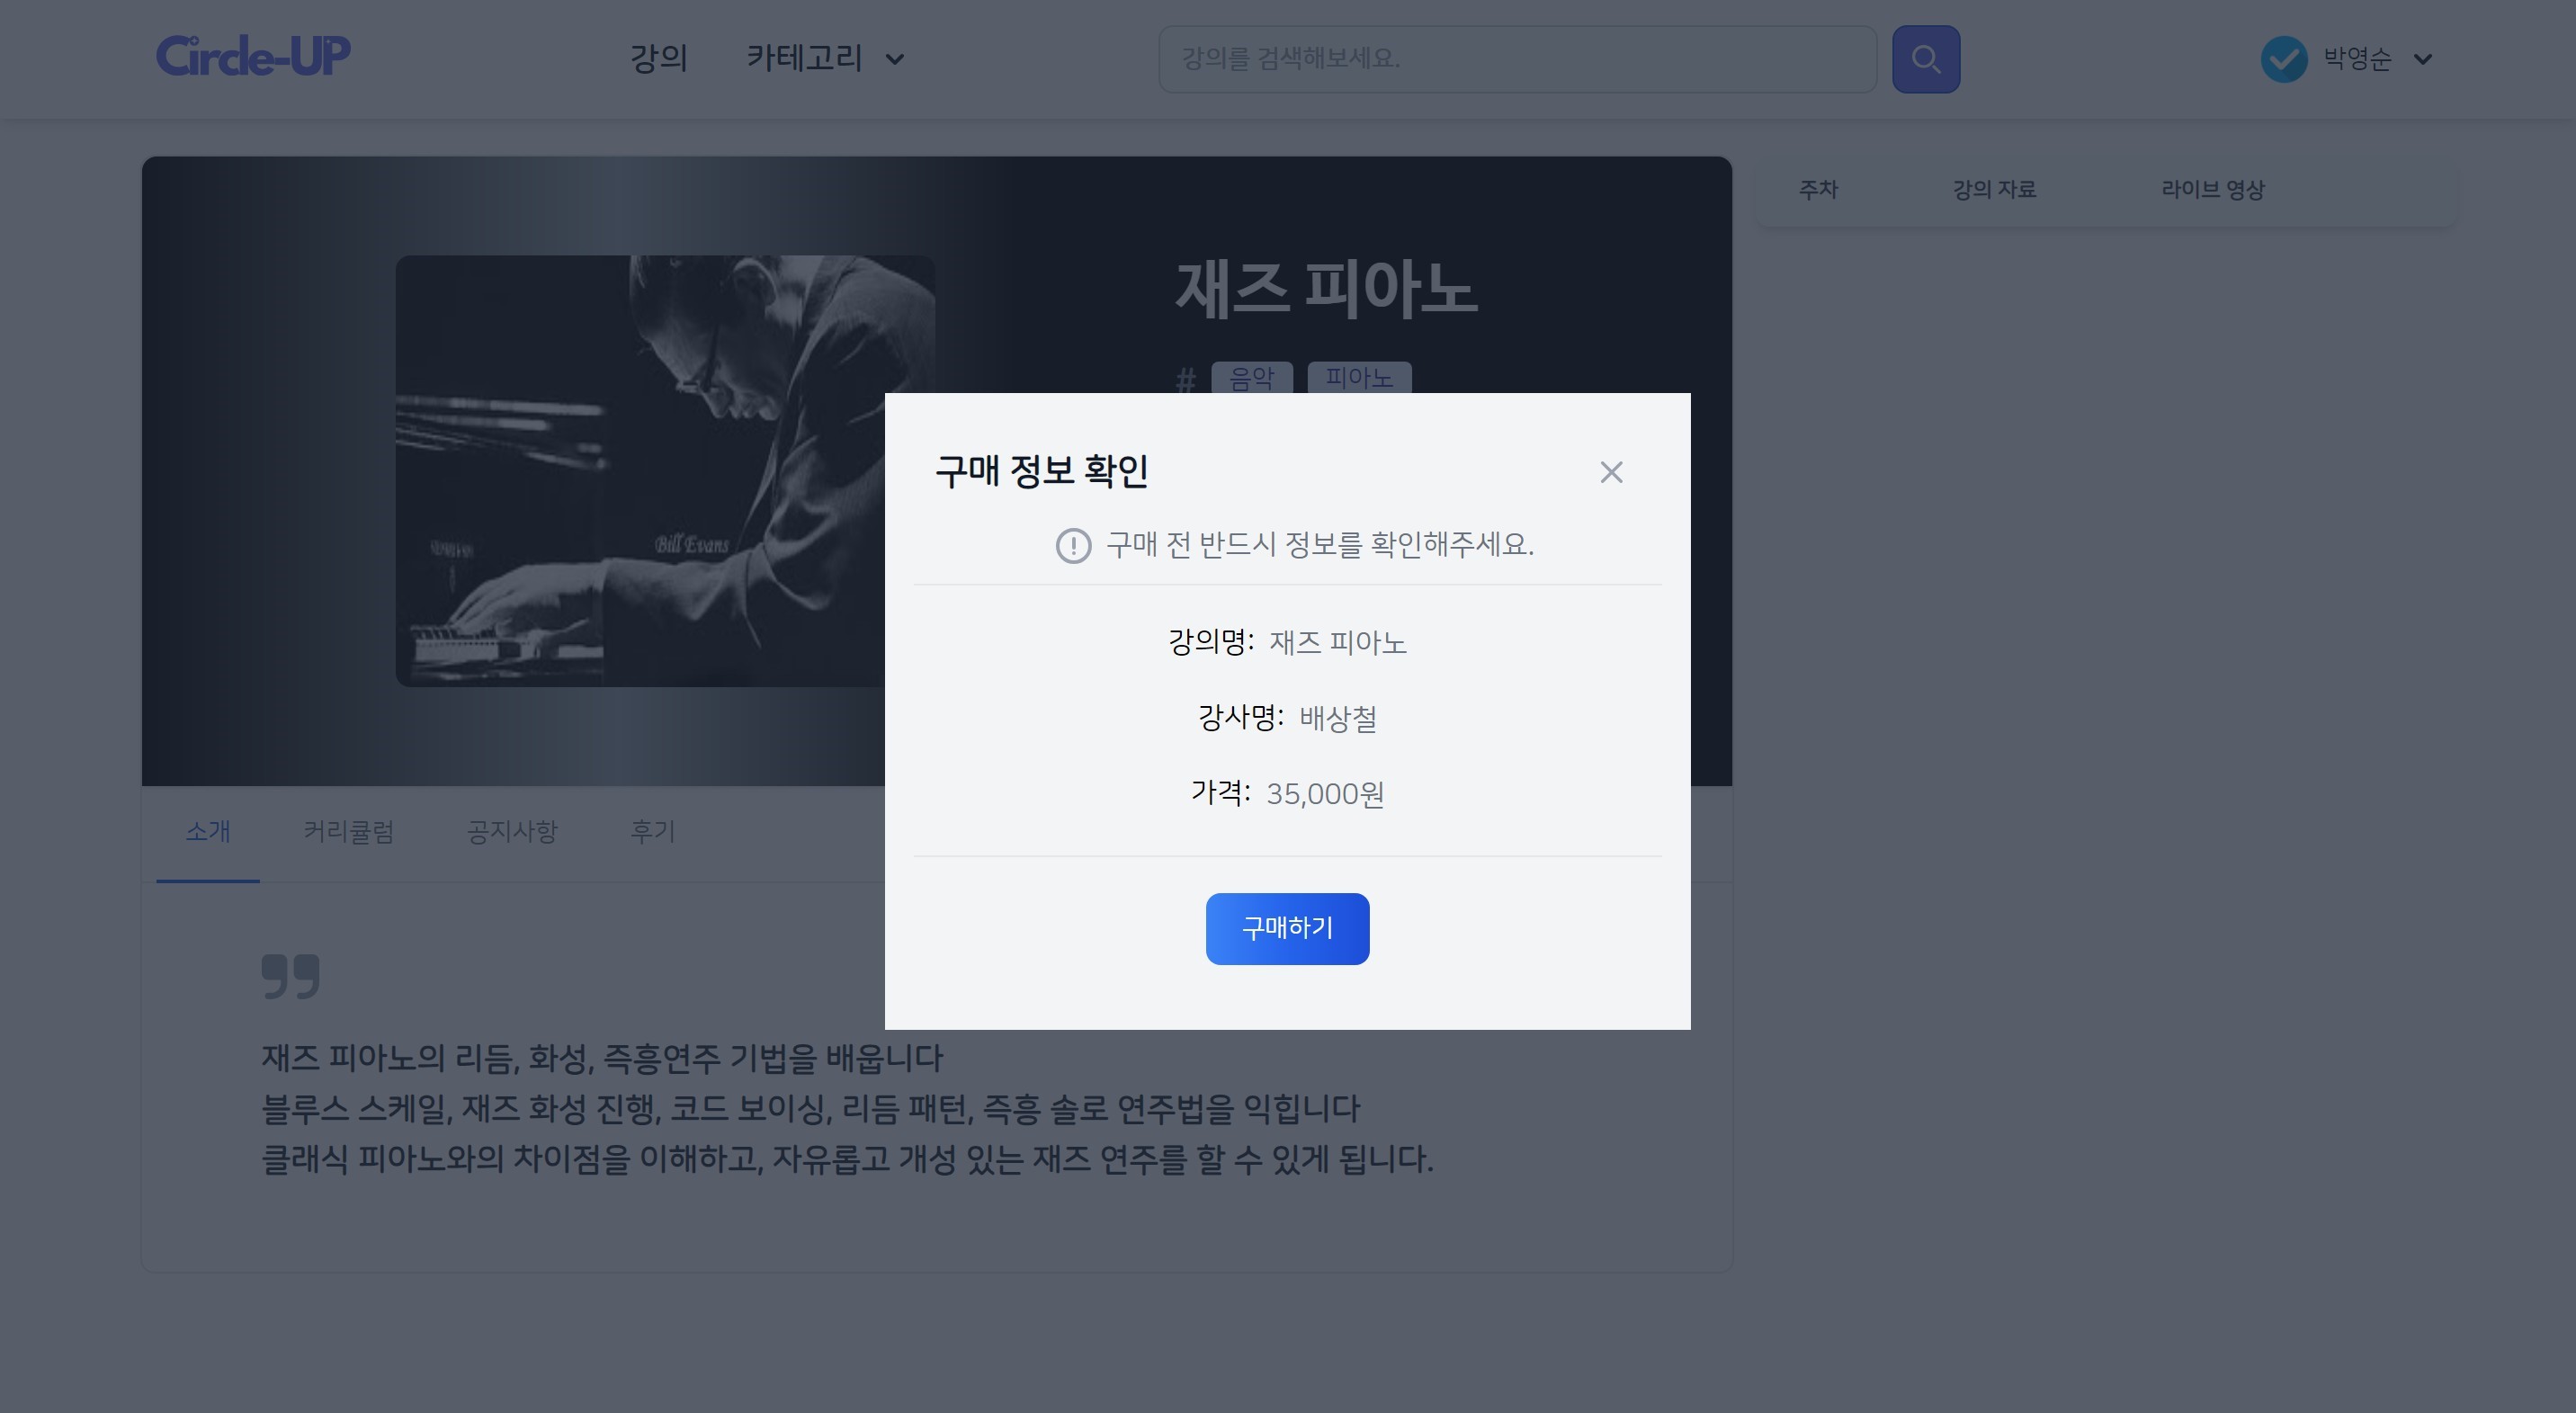 Circle-UP
강의
카테고리
강의를 검색해보세요.
박영순
재즈 피아노
# 음악 피아노
Bill Evans
주차
강의 자료
라이브 영상
구매 정보 확인
구매 전 반드시 정보를 확인해주세요.
강의명: 재즈 피아노
강사명: 배상철
가격: 35,000원
구매하기
소개
커리큘럼
공지사항
후기
재즈 피아노의 리듬, 화성, 즉흥연주 기법을 배웁니다
블루스 스케일, 재즈 화성 진행, 코드 보이싱, 리듬 패턴, 즉흥 솔로 연주법을 익힙니다
클래식 피아노와의 차이점을 이해하고, 자유롭고 개성 있는 재즈 연주를 할 수 있게 됩니다.